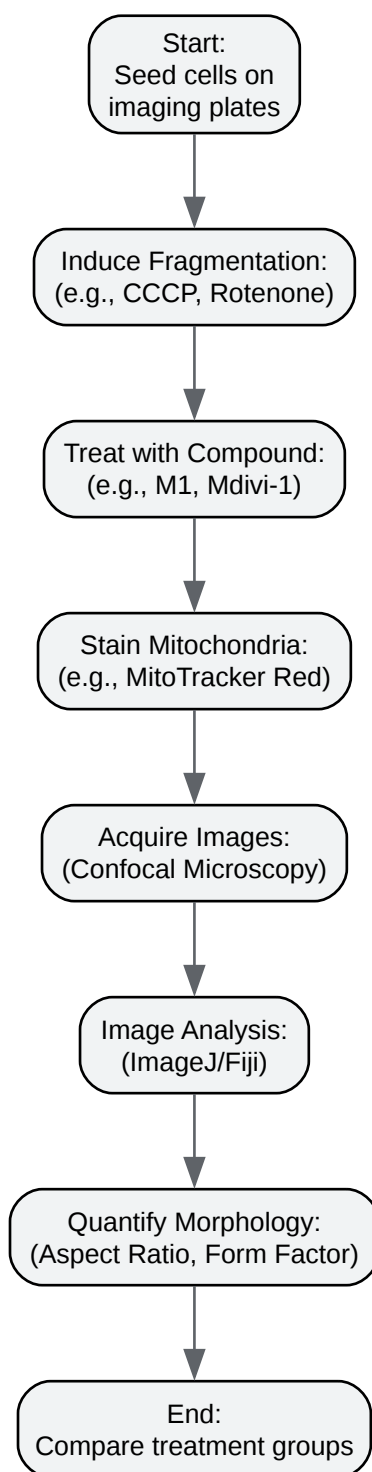 Start:
Seed cells on
imaging plates
Induce Fragmentation:
(e.g., CCCP, Rotenone)
Treat with Compound:
(e.g., M1, Mdivi-1)
Stain Mitochondria:
(e.g., MitoTracker Red)
Acquire Images:
(Confocal Microscopy)
Image Analysis:
(ImageJ/Fiji)
Quantify Morphology:
(Aspect Ratio, Form Factor)
End:
Compare treatment groups